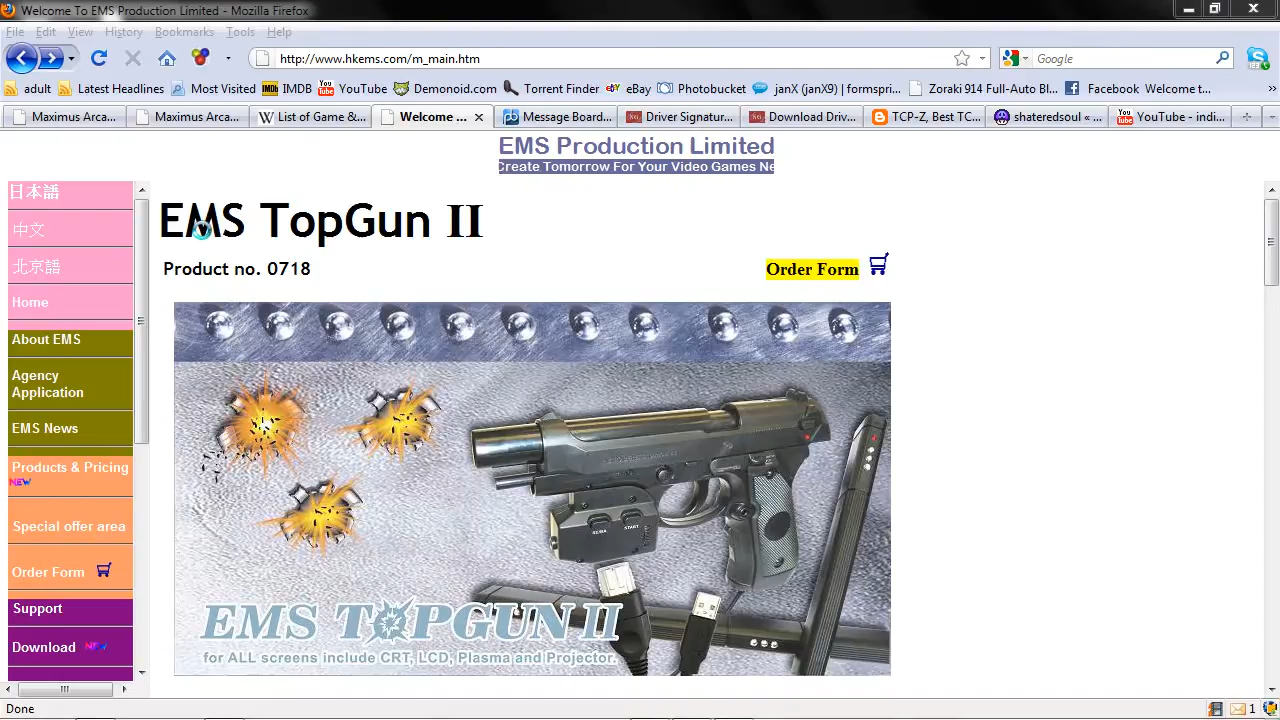 Welcome To EMS Production Limited - Mozilla Firefox
File Edit View History Bookmarks Tools Help
http://www.hkems.com/m_main.htm
Google
adult Latest Headlines Most Visited IMDB YouTube Demonoid.com Torrent Finder eBay Photobucket janX (janX9) | formspri... Zoraki 914 Full-Auto Bl... Facebook Welcome t... »
Maximus Arca... Maximus Arca... List of Game &... Welcome ... Message Board... Driver Signatur... Download Driv... TCP-Z, Best TC... shateredsoul «... YouTube - indi...
EMS Production Limited
Create Tomorrow For Your Video Games Ne
日本語
中文
北京語
Home
About EMS
Agency
Application
EMS News
Products & Pricing
NEW
Special offer area
Order Form
Support
Download NEW
EMS TopGun II
Product no. 0718
Order Form
START
EMS TOPGUN II
for ALL screens include CRT, LCD, Plasma and Projector.
Done
1